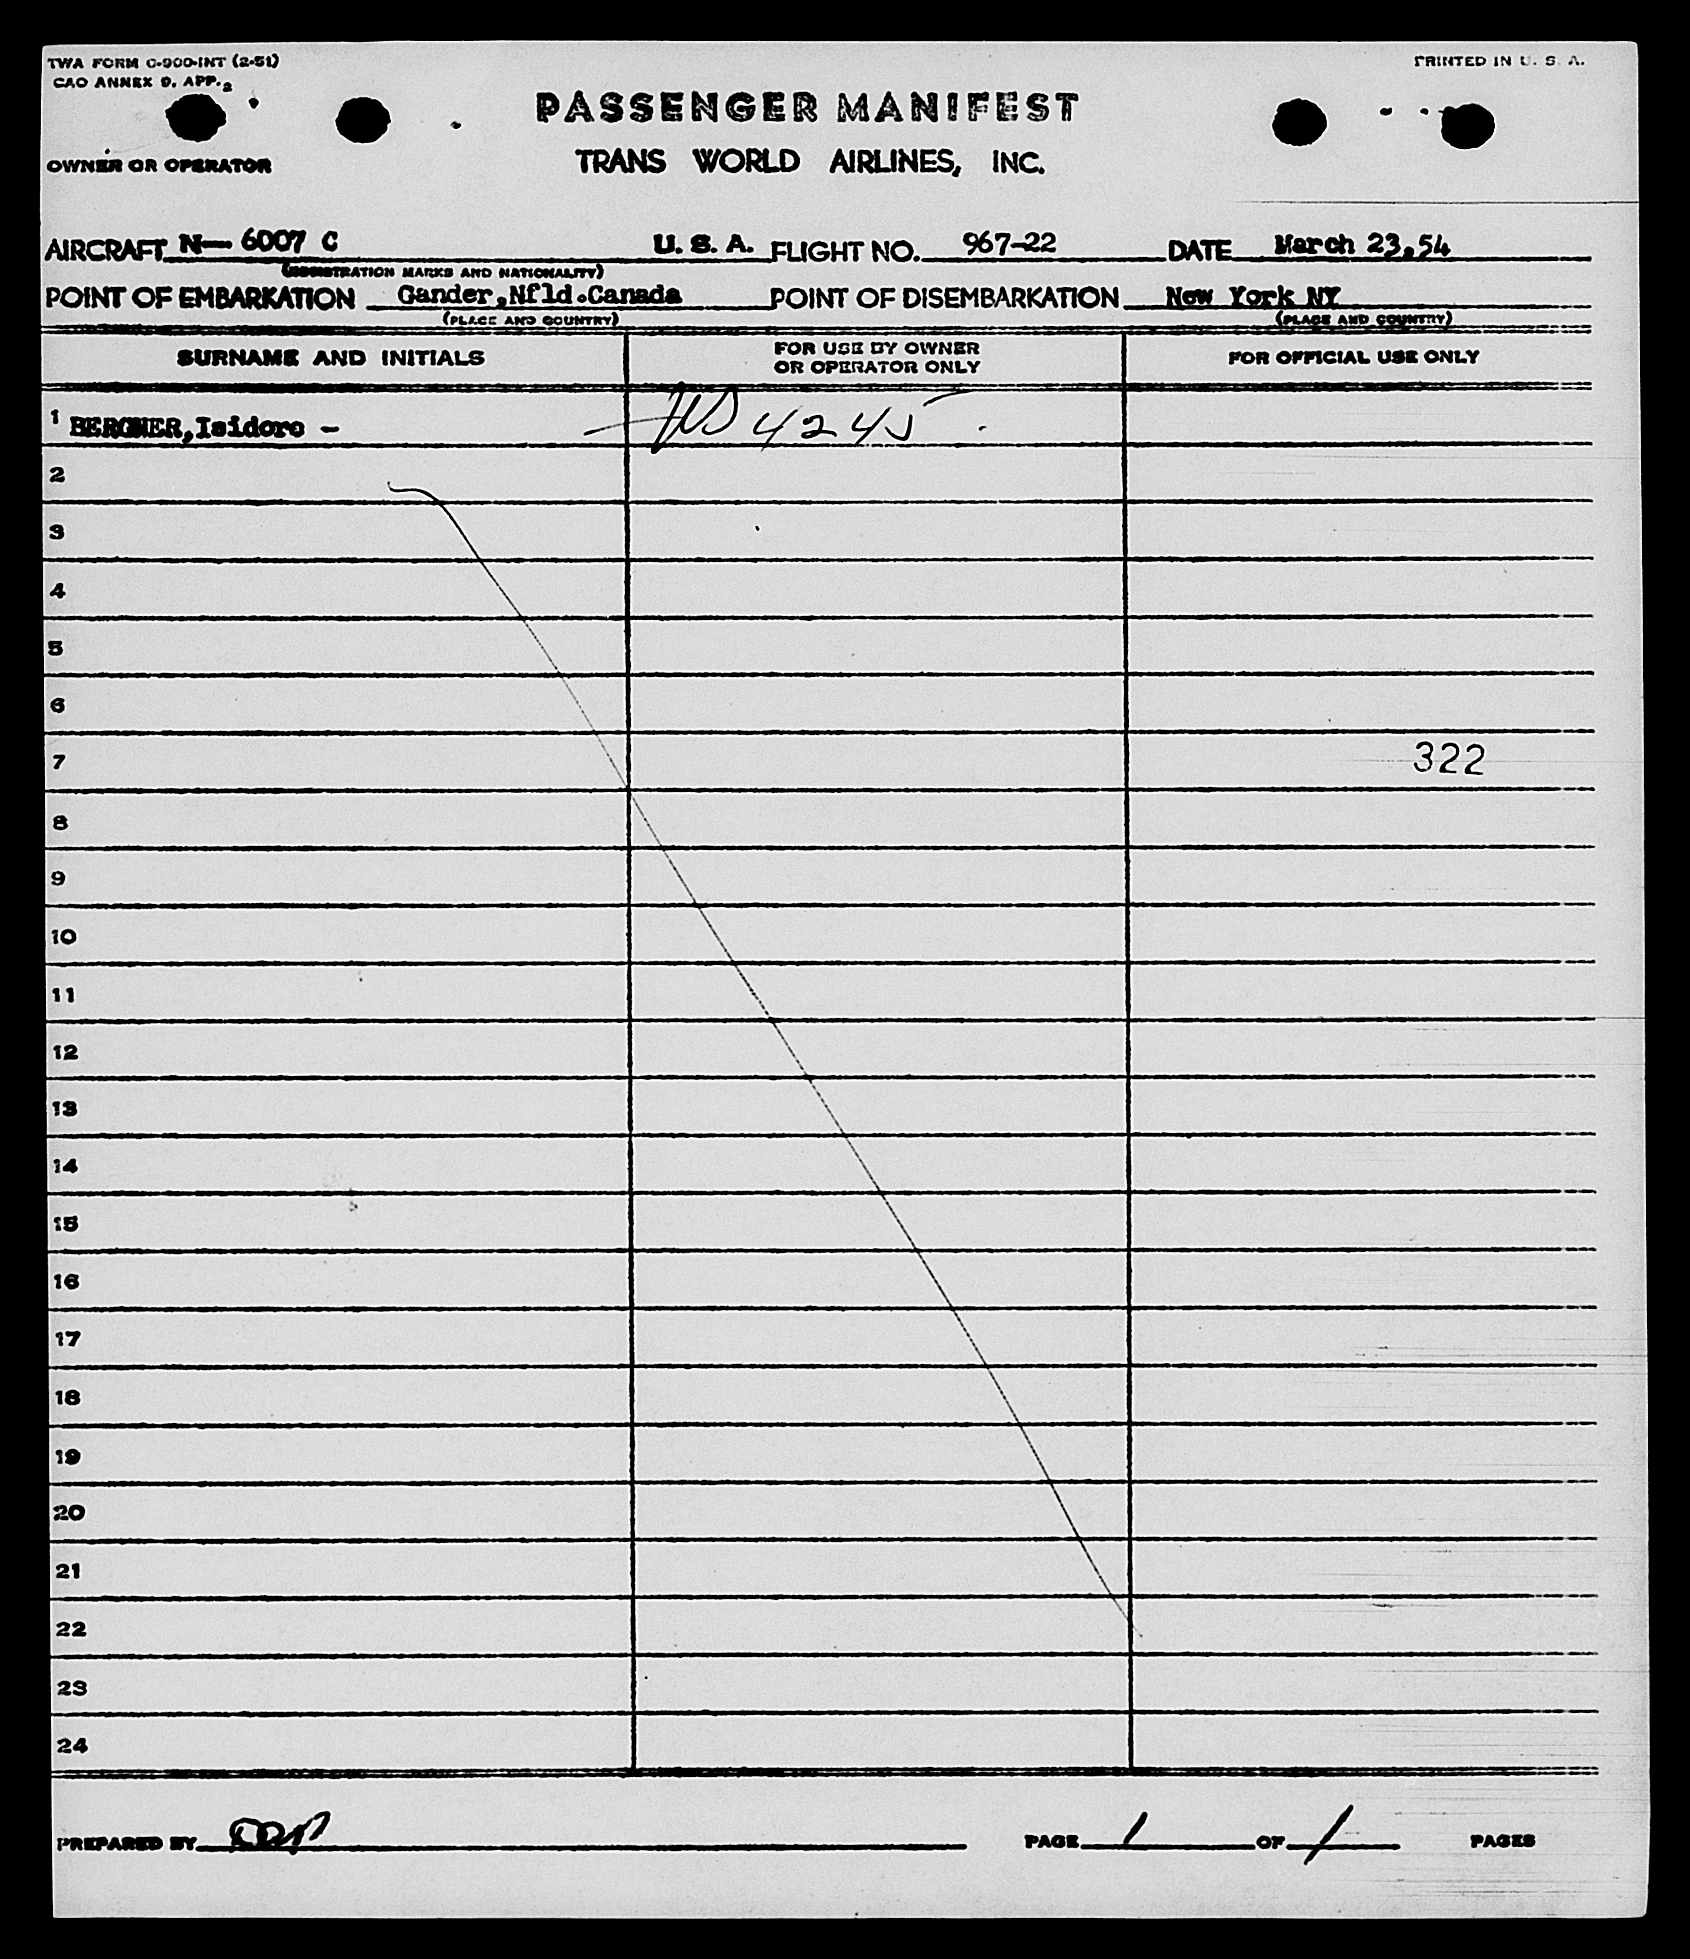 TWA FORM C-900-INT (2-51)
CAO ANNEX 9. APP. 2
PRINTED IN U. S. A.
PASSENGER MANIFEST
OWNER OR OPERATOR
TRANS WORLD AIRLINES, INC.
AIRCRAFT N— 6007 C U. S. A. FLIGHT NO. 967-22 DATE March 23,54
(REGISTRATION MARKS AND NATIONALITY)
POINT OF EMBARKATION Gander,Nfld.Canada POINT OF DISEMBARKATION New York NY
(PLACE AND COUNTRY) (PLACE AND COUNTRY)
SURNAME AND INITIALS FOR USE BY OWNER OR OPERATOR ONLY FOR OFFICIAL USE ONLY
1 BERGNER,Isidore - 4245
2
3
4
5
6
7 322
8
9
10
11
12
13
14
15
16
17
18
19
20
21
22
23
24
PREPARED BY PAGE 1 OF 1 PAGES